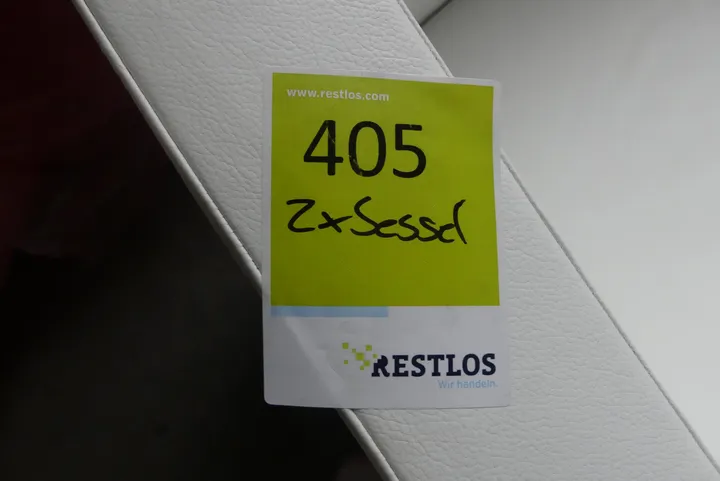 www.restlos.com
405
2xSessel
RESTLOS
Wir handeln.